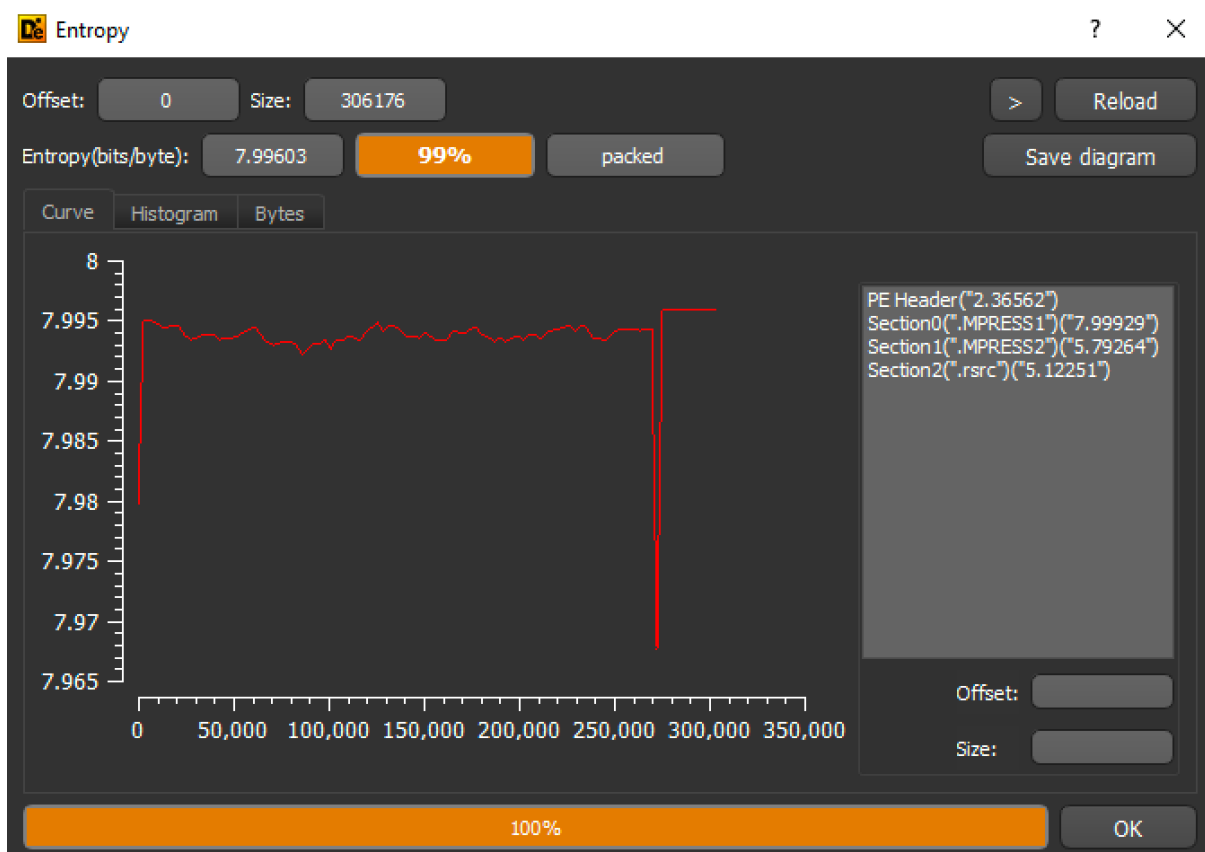 De Entropy ?
Offset: 0 Size: 306176 > Reload
Entropy(bits/byte): 7.99603 99% packed Save diagram
Curve Histogram Bytes
8
7.995
7.99
7.985
7.98
7.975
7.97
7.965
0 50,000 100,000 150,000 200,000 250,000 300,000 350,000
PE Header("2.36562")
Section0(".MPRESS1")("7.99929")
Section1(".MPRESS2")("5.79264")
Section2(".rsrc")("5.12251")
Offset:
Size:
100% OK